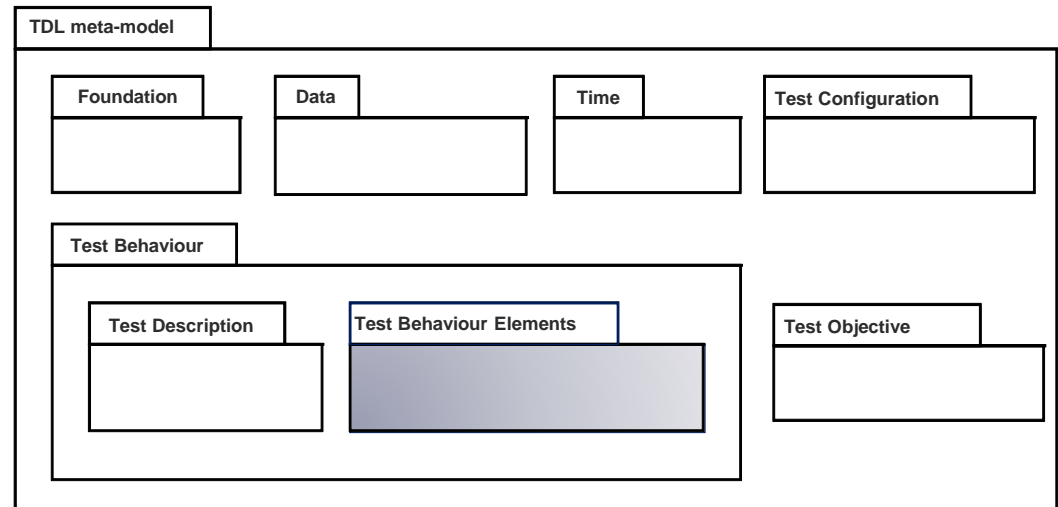 TDL meta-model
Foundation
Data
Time
Test Configuration
Test Behaviour
Test Description
Test Behaviour Elements
Test Objective